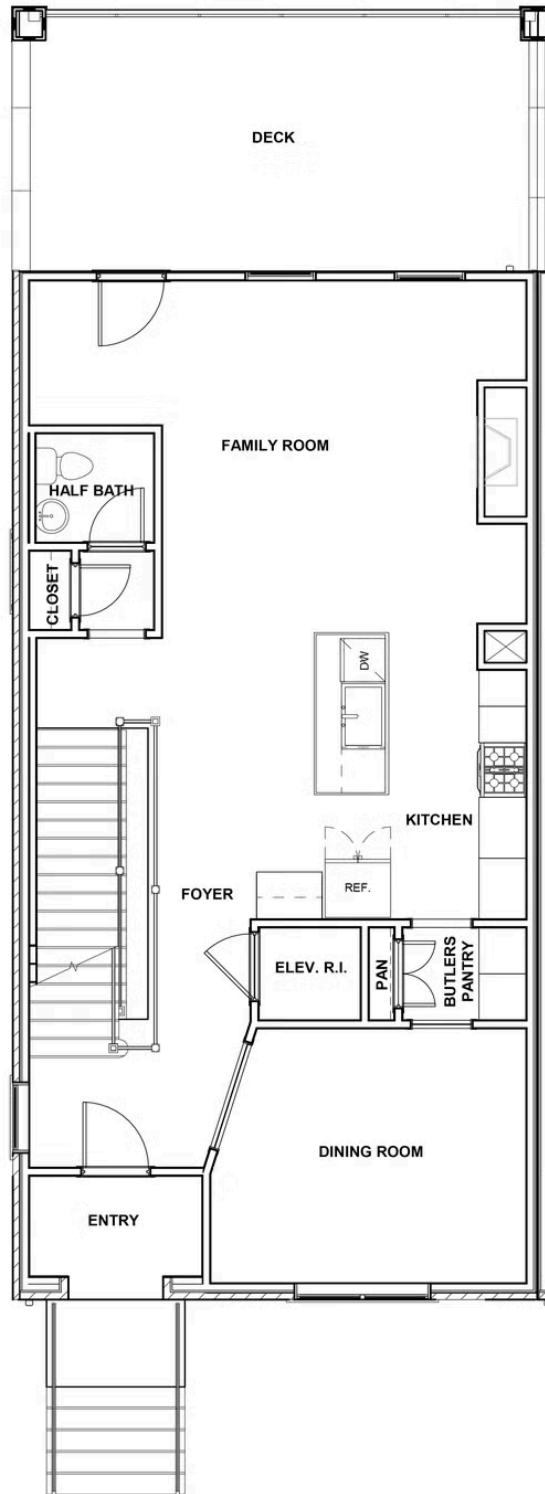 DECK
FAMILY ROOM
HALF BATH
CLOSET
DW
KITCHEN
REF.
FOYER
ELEV. R.I.
PAN
BUTLERS
PANTRY
DINING ROOM
ENTRY